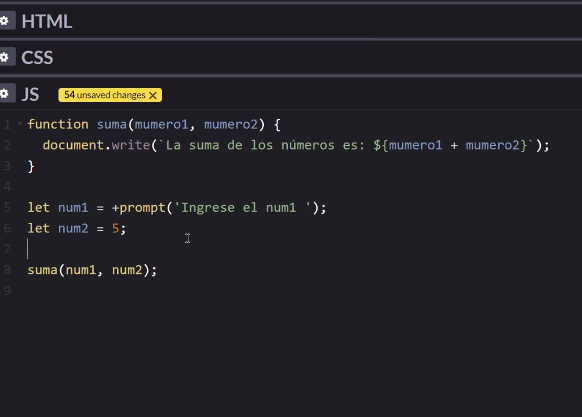 HTML
CSS
JS 54 unsaved changes X
1 function suma(mumero1, mumero2) {
2 document.write(`La suma de los números es: ${mumero1 + mumero2}`);
3 }
4
5 let num1 = +prompt('Ingrese el num1 ');
6 let num2 = 5;
7
8 suma(num1, num2);
9